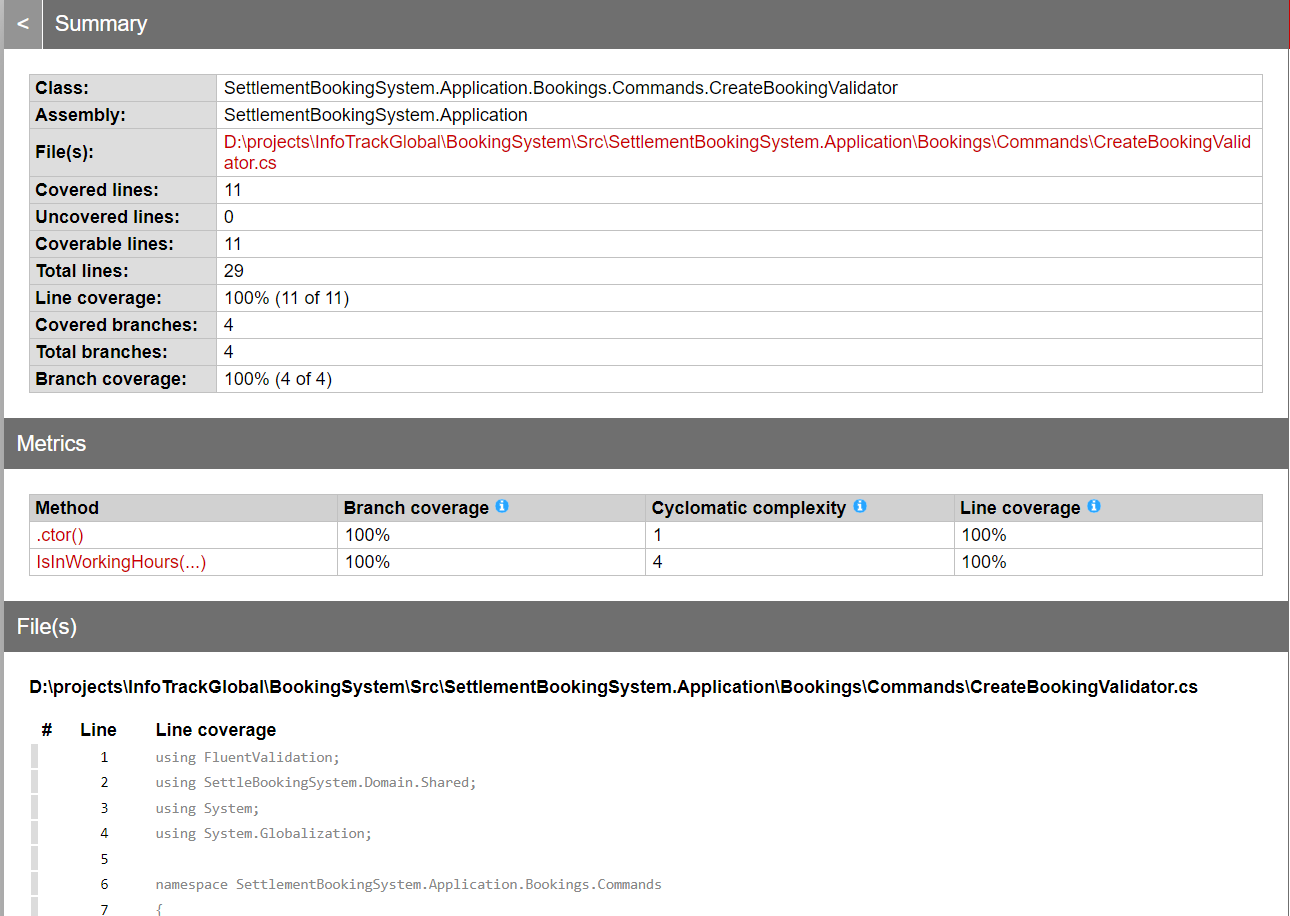 < Summary
Class: SettlementBookingSystem.Application.Bookings.Commands.CreateBookingValidator
Assembly: SettlementBookingSystem.Application
File(s): D:\projects\InfoTrackGlobal\BookingSystem\Src\SettlementBookingSystem.Application\Bookings\Commands\CreateBookingValid
ator.cs
Covered lines: 11
Uncovered lines: 0
Coverable lines: 11
Total lines: 29
Line coverage: 100% (11 of 11)
Covered branches: 4
Total branches: 4
Branch coverage: 100% (4 of 4)
Metrics
Method Branch coverage i Cyclomatic complexity i Line coverage i
.ctor() 100% 1 100%
IsInWorkingHours(...) 100% 4 100%
File(s)
D:\projects\InfoTrackGlobal\BookingSystem\Src\SettlementBookingSystem.Application\Bookings\Commands\CreateBookingValidator.cs
# Line Line coverage
1 using FluentValidation;
2 using SettleBookingSystem.Domain.Shared;
3 using System;
4 using System.Globalization;
5
6 namespace SettlementBookingSystem.Application.Bookings.Commands
7 {